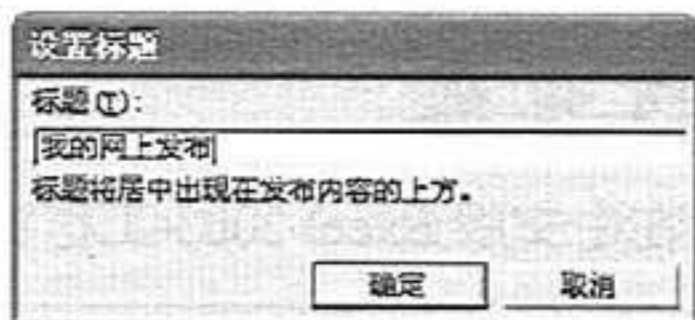 设置标题
标题(T):
我的网上发布
标题将居中出现在发布内容的上方。
确定
取消